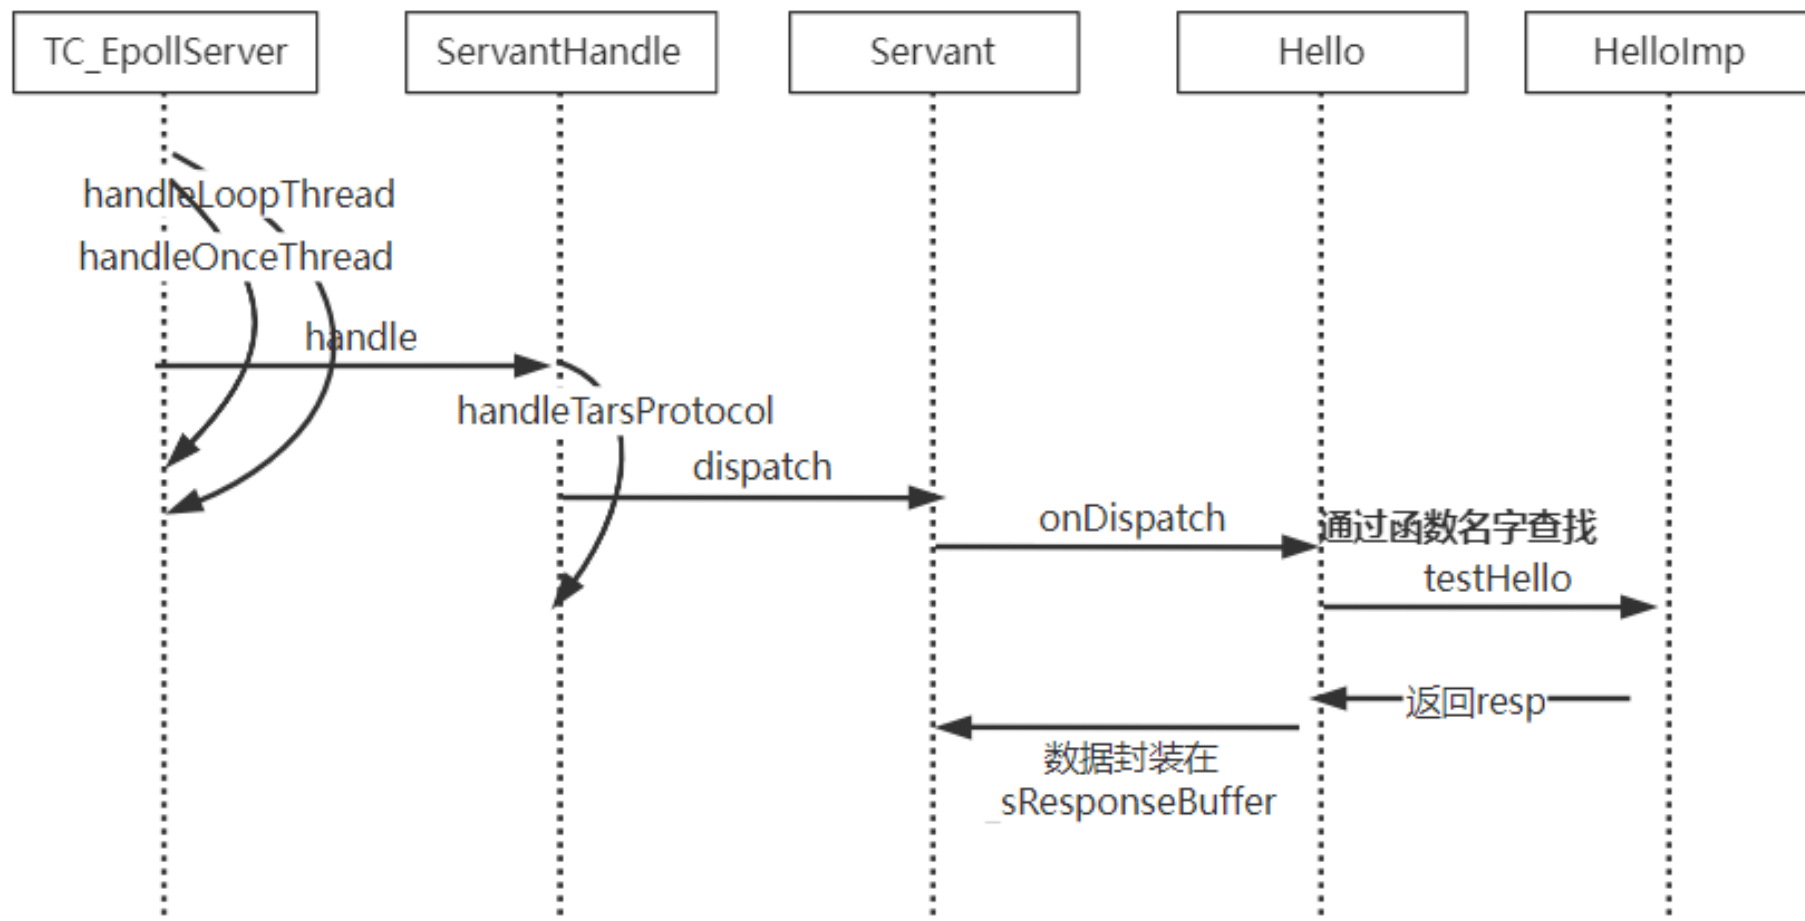 TC_EpollServer
ServantHandle
Servant
Hello
HelloImp
handleLoopThread
handleOnceThread
handle
handleTarsProtocol
dispatch
onDispatch
通过函数名字查找
testHello
返回resp
数据封装在
_sResponseBuffer